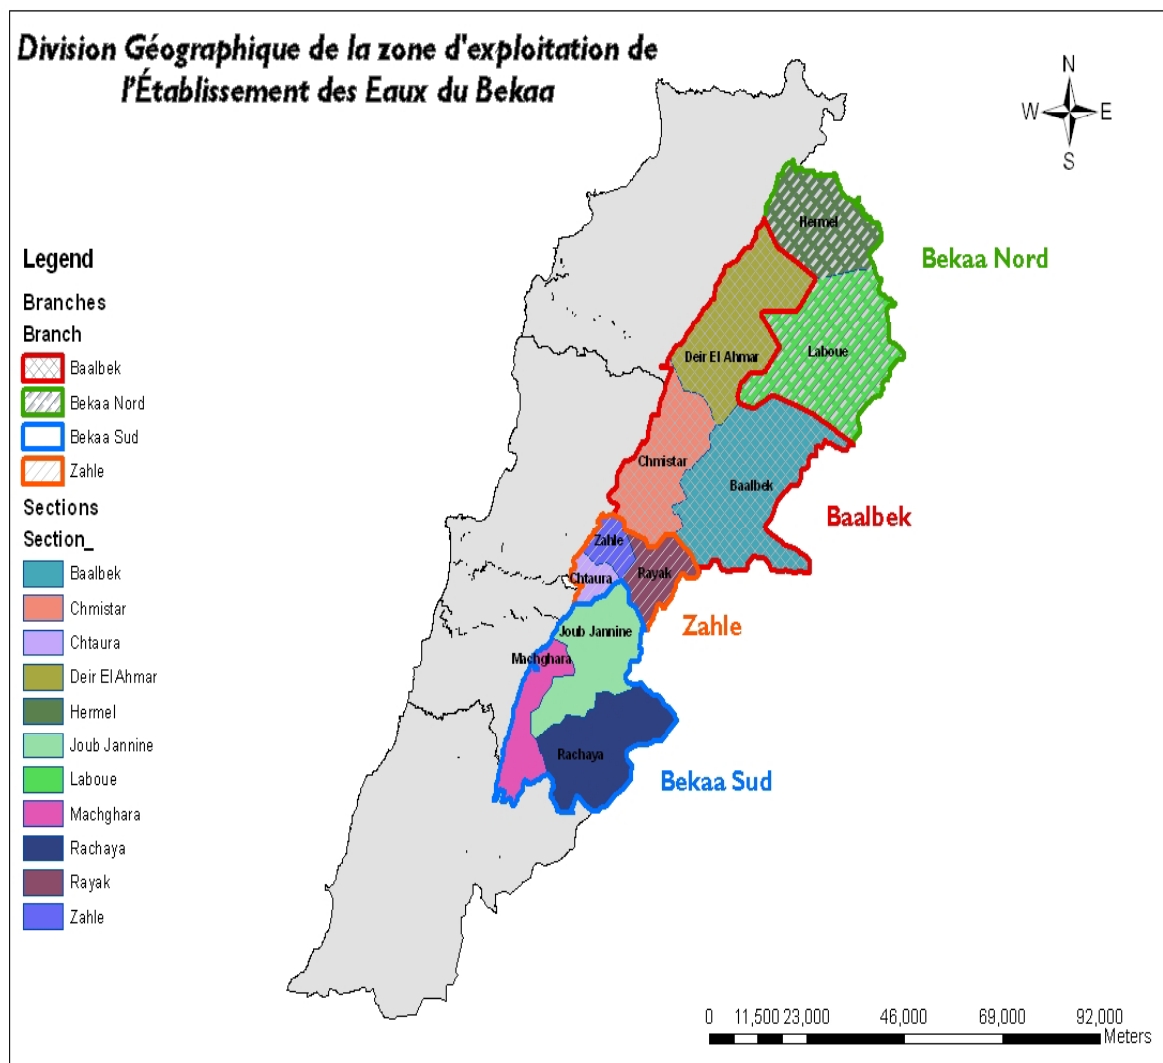 Division Géographique de la zone d'exploitation de
l'Établissement des Eaux du Bekaa
N
W E
S
Legend
Branches
Branch
Baalbek
Bekaa Nord
Bekaa Sud
Zahle
Sections
Section_
Baalbek
Chmistar
Chtaura
Deir El Ahmar
Hermel
Joub Jannine
Laboue
Machghara
Rachaya
Rayak
Zahle
Hermel
Bekaa Nord
Deir El Ahmar
Laboue
Chmistar
Baalbek
Baalbek
Zahle
Rayak
Chtaura
Zahle
Joub Jannine
Machghara
Rachaya
Bekaa Sud
0 11,500 23,000 46,000 69,000 92,000
Meters